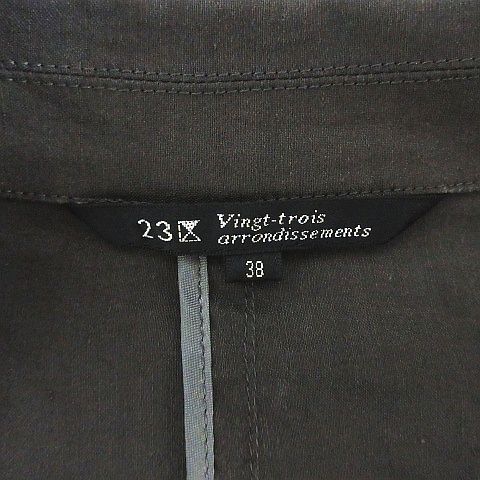 23区 Vingt-trois
arrondissements
38